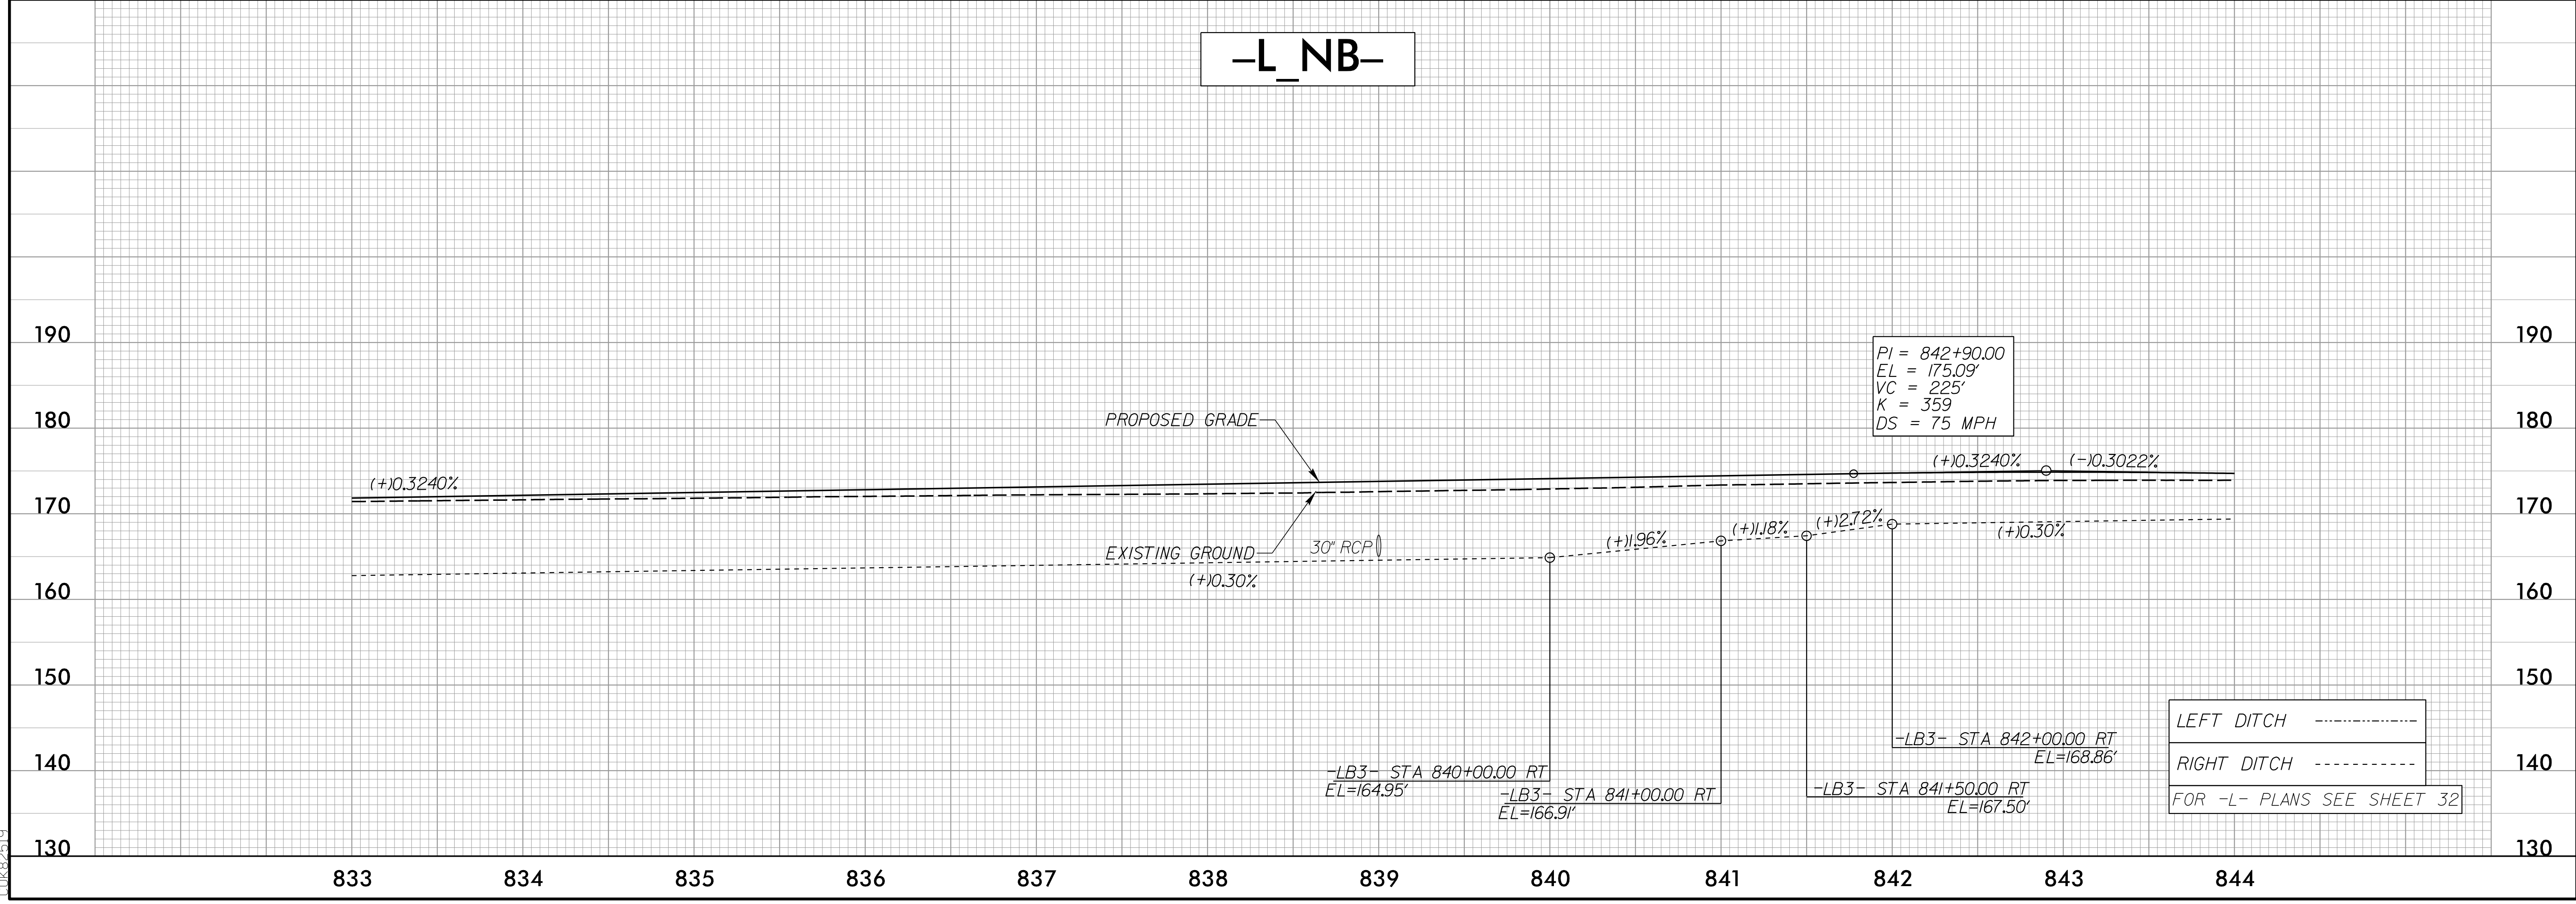 –L_NB–
190
190
PI = 842+90.00
EL = 175.09'
VC = 225'
K = 359
DS = 75 MPH
PROPOSED GRADE
180
180
(+)0.3240%
(+)0.3240%
(-)0.3022%
170
170
EXISTING GROUND
30" RCP
(+)1.96%
(+)1.18%
(+)2.72%
(+)0.30%
(+)0.30%
160
160
150
150
LEFT DITCH
RIGHT DITCH
FOR -L- PLANS SEE SHEET 32
140
140
-LB3- STA 840+00.00 RT
EL=164.95'
-LB3- STA 841+00.00 RT
EL=166.91'
-LB3- STA 841+50.00 RT
EL=167.50'
-LB3- STA 842+00.00 RT
EL=168.86'
130
130
833 834 835 836 837 838 839 840 841 842 843 844